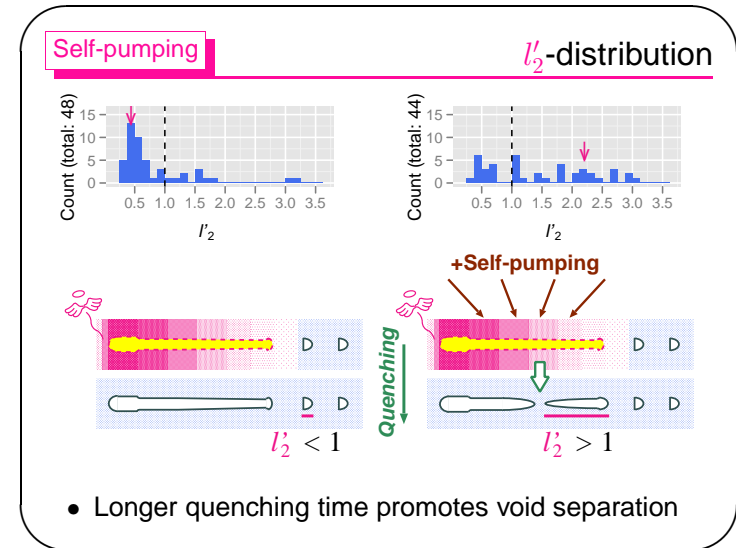 Self-pumping
l′2-distribution
Count (total: 48)
15
10
5
0
0.5 1.0 1.5 2.0 2.5 3.0 3.5
l'2
Count (total: 44)
15
10
5
0
0.5 1.0 1.5 2.0 2.5 3.0 3.5
l'2
+Self-pumping
Quenching
l'2 < 1
l'2 > 1
• Longer quenching time promotes void separation